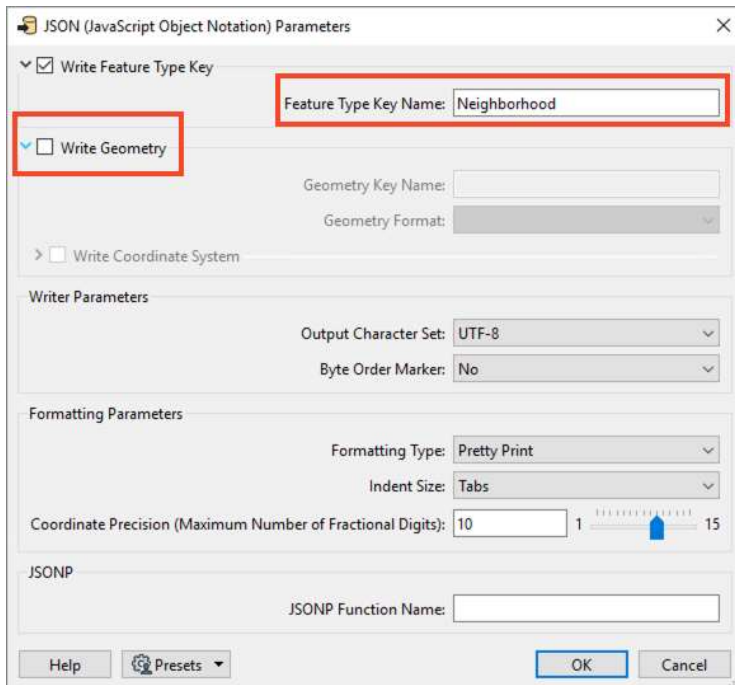 JSON (JavaScript Object Notation) Parameters
Write Feature Type Key
Feature Type Key Name: Neighborhood
Write Geometry
Geometry Key Name:
Geometry Format:
Write Coordinate System
Writer Parameters
Output Character Set: UTF-8
Byte Order Marker: No
Formatting Parameters
Formatting Type: Pretty Print
Indent Size: Tabs
Coordinate Precision (Maximum Number of Fractional Digits): 10 1 15
JSONP
JSONP Function Name:
Help Presets OK Cancel